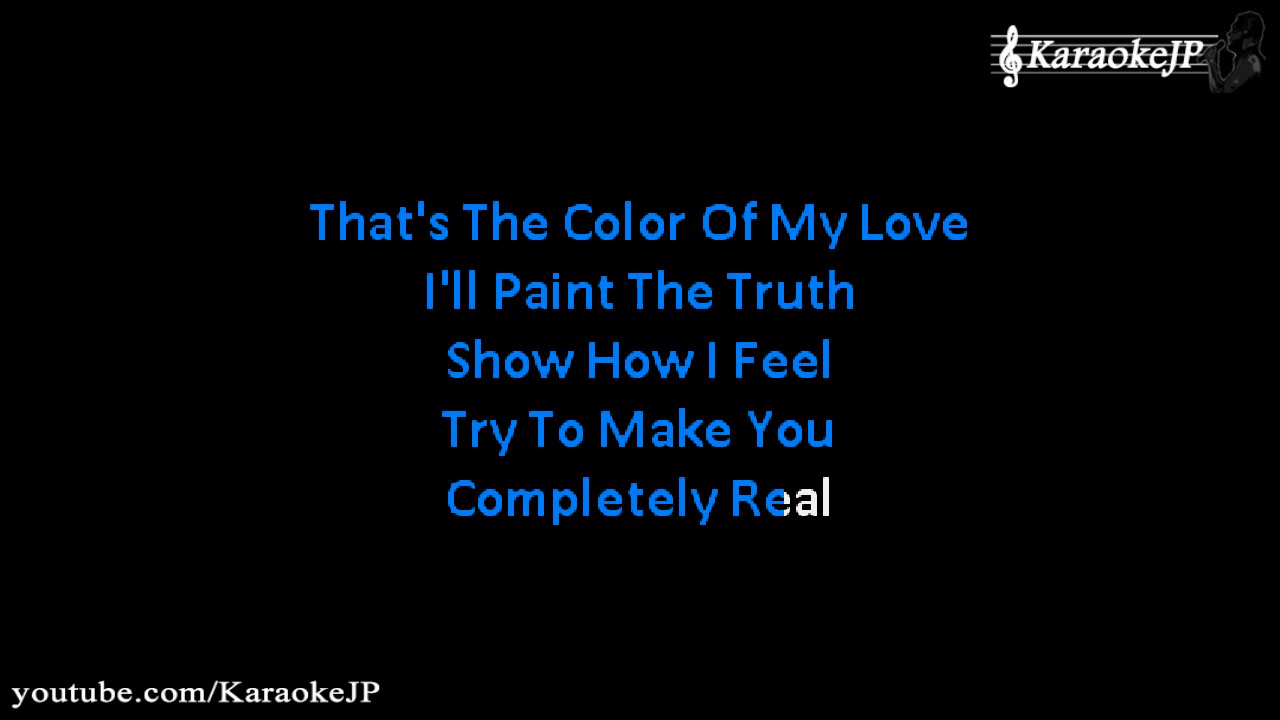 KaraokeJP
That's The Color Of My Love
I'll Paint The Truth
Show How I Feel
Try To Make You
Completely Real
youtube.com/KaraokeJP